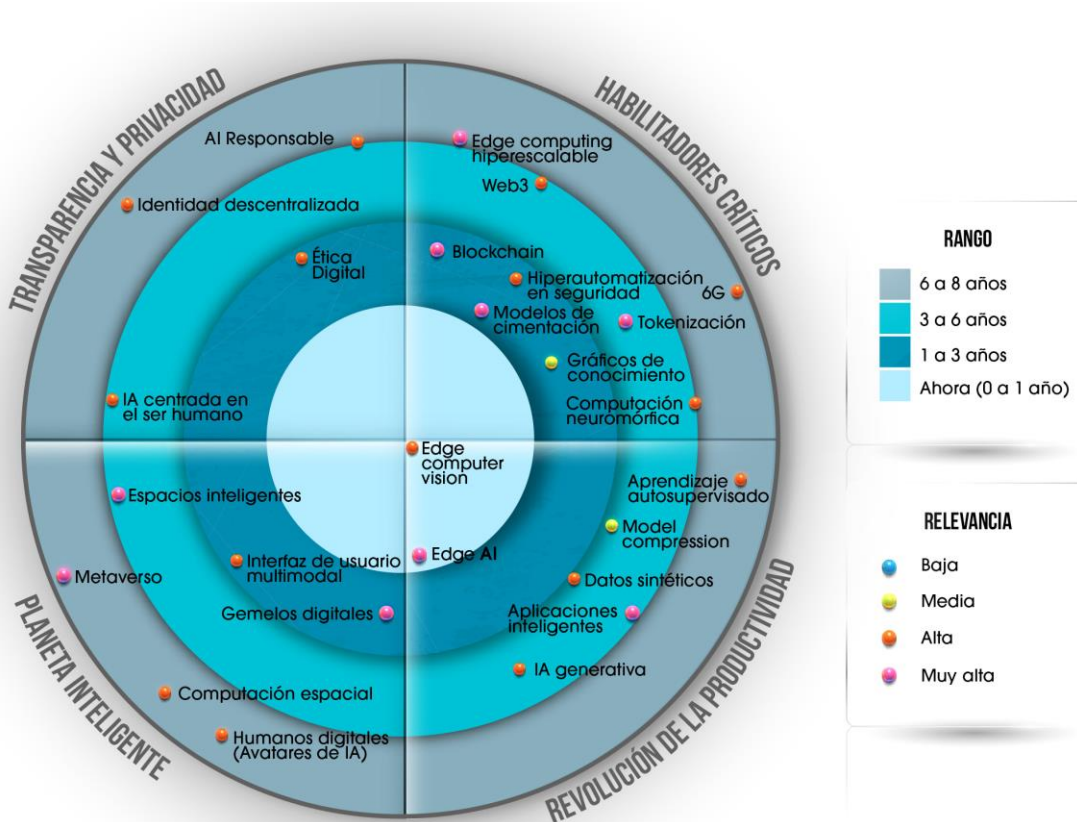 TRANSPARENCIA Y PRIVACIDAD
HABILITADORES CRÍTICOS
AI Responsable
Identidad descentralizada
Ética
Digital
IA centrada en
el ser humano
Edge computing
hiperescalable
Web3
Blockchain
Hiperautomatización
en seguridad
6G
Modelos de
cimentación
Tokenización
Gráficos de
conocimiento
Computación
neuromórfica
Edge
computer
vision
Espacios inteligentes
Interfaz de usuario
multimodal
Metaverso
Gemelos digitales
Computación espacial
Humanos digitales
(Avatares de IA)
PLANETA INTELIGENTE
Aprendizaje
autosupervisado
Model
compression
Edge AI
Datos sintéticos
Aplicaciones
inteligentes
IA generativa
REVOLUCIÓN DE LA PRODUCTIVIDAD
RANGO
6 a 8 años
3 a 6 años
1 a 3 años
Ahora (0 a 1 año)
RELEVANCIA
Baja
Media
Alta
Muy alta